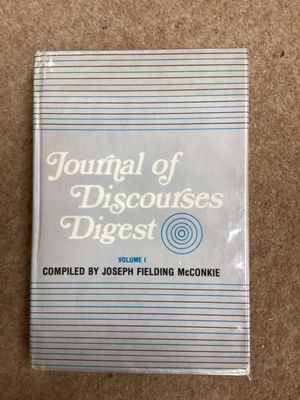 Journal of
Discourses
Digest
VOLUME I
COMPILED BY JOSEPH FIELDING McCONKIE